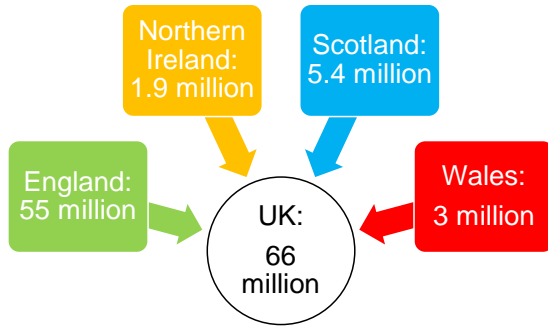 Northern
Ireland:
1.9 million
Scotland:
5.4 million
England:
55 million
Wales:
3 million
UK:
66
million